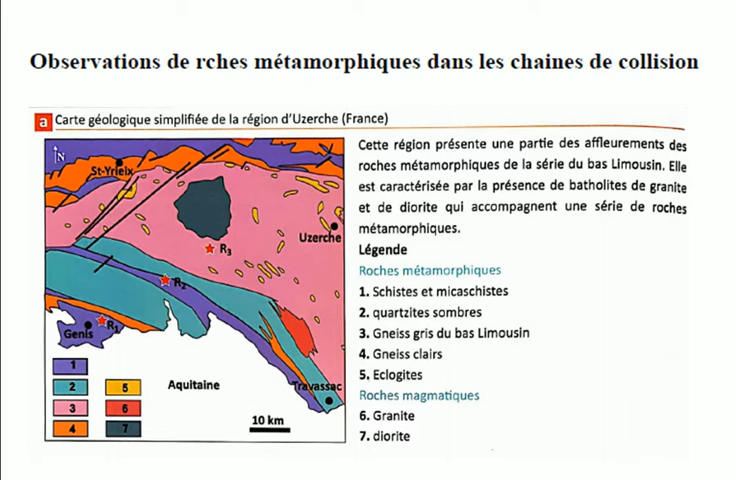 Observations de rches métamorphiques dans les chaines de collision
a Carte géologique simplifiée de la région d'Uzerche (France)
Cette région présente une partie des affleurements des
roches métamorphiques de la série du bas Limousin. Elle
est caractérisée par la présence de batholites de granite
et de diorite qui accompagnent une série de roches
métamorphiques.
Légende
Roches métamorphiques
1. Schistes et micaschistes
2. quartzites sombres
3. Gneiss gris du bas Limousin
4. Gneiss clairs
5. Eclogites
Roches magmatiques
6. Granite
7. diorite
N
St-Yrieix
Uzerche
R3
R2
R1
Genis
Travassac
Aquitaine
10 km
1
2
3
4
5
6
7